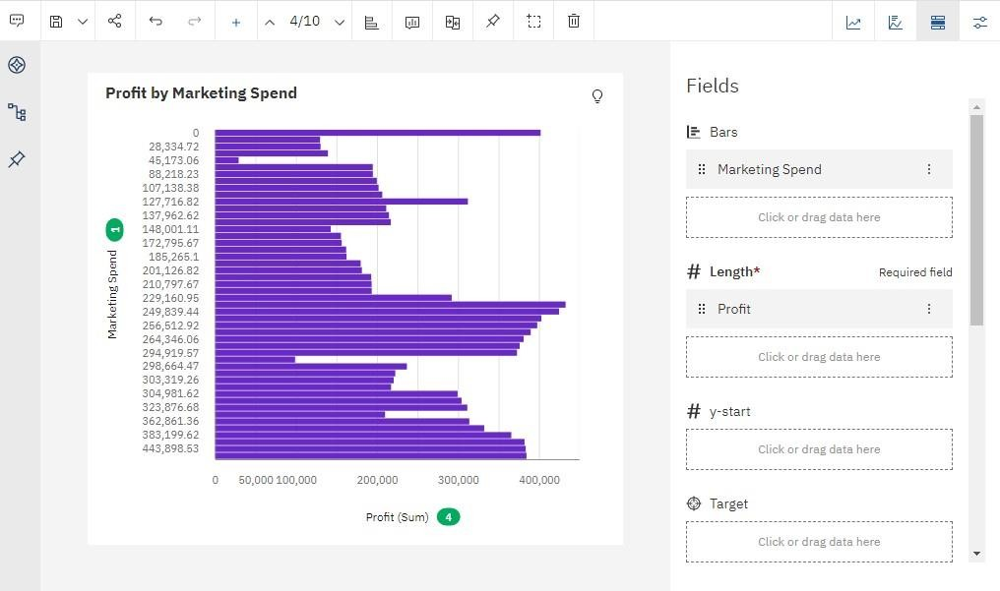 4/10
Profit by Marketing Spend
0
28,334.72
45,173.06
88,218.23
107,138.38
127,716.82
137,962.62
148,001.11
172,795.67
185,265.1
201,126.82
210,797.67
229,160.95
249,839.44
256,512.92
264,346.06
294,919.57
298,664.47
303,319.26
304,981.62
323,876.68
362,861.36
383,199.62
443,898.53
Marketing Spend 1
0 50,000 100,000 200,000 300,000 400,000
Profit (Sum) 4
Fields
Bars
Marketing Spend
Click or drag data here
# Length* Required field
Profit
Click or drag data here
# y-start
Click or drag data here
Target
Click or drag data here